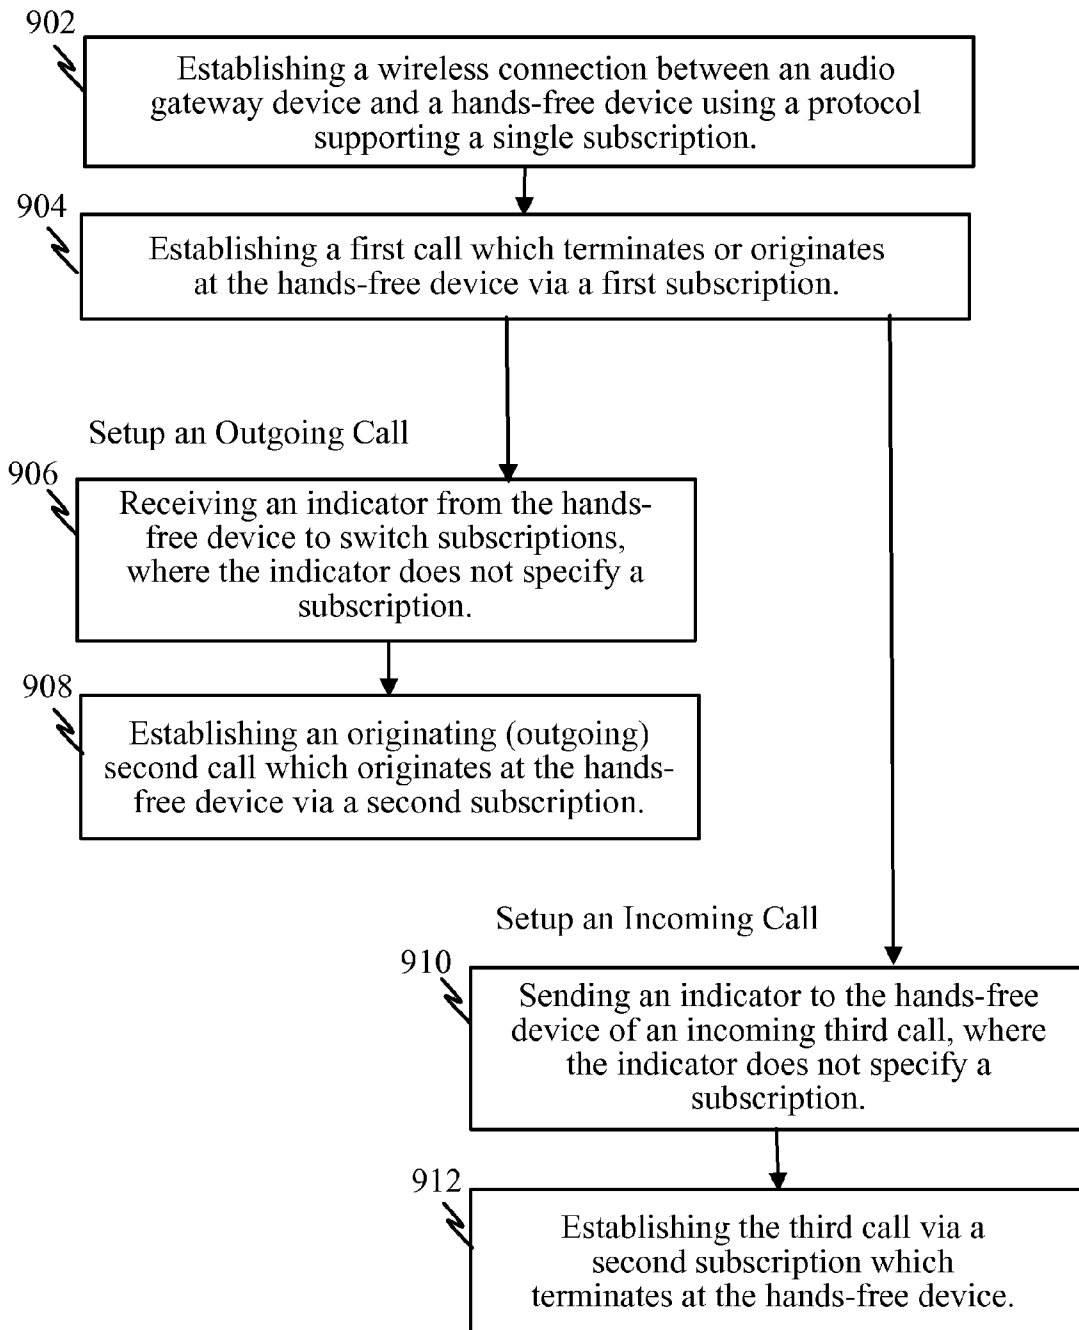 902
Establishing a wireless connection between an audio
gateway device and a hands-free device using a protocol
supporting a single subscription.
904
Establishing a first call which terminates or originates
at the hands-free device via a first subscription.
Setup an Outgoing Call
906
Receiving an indicator from the hands-
free device to switch subscriptions,
where the indicator does not specify a
subscription.
908
Establishing an originating (outgoing)
second call which originates at the hands-
free device via a second subscription.
Setup an Incoming Call
910
Sending an indicator to the hands-free
device of an incoming third call, where
the indicator does not specify a
subscription.
912
Establishing the third call via a
second subscription which
terminates at the hands-free device.